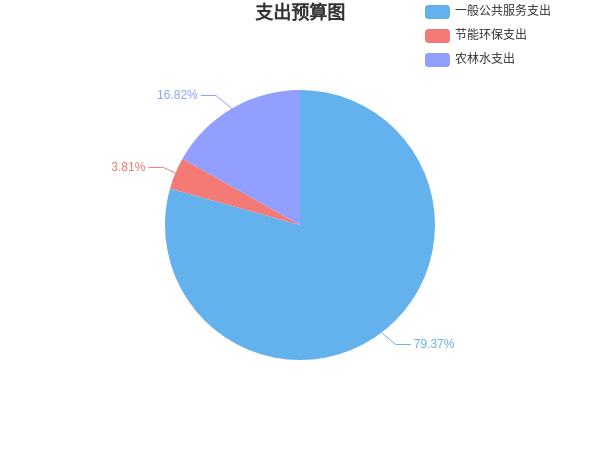 支出预算图
一般公共服务支出
节能环保支出
农林水支出
16.82%
3.81%
79.37%